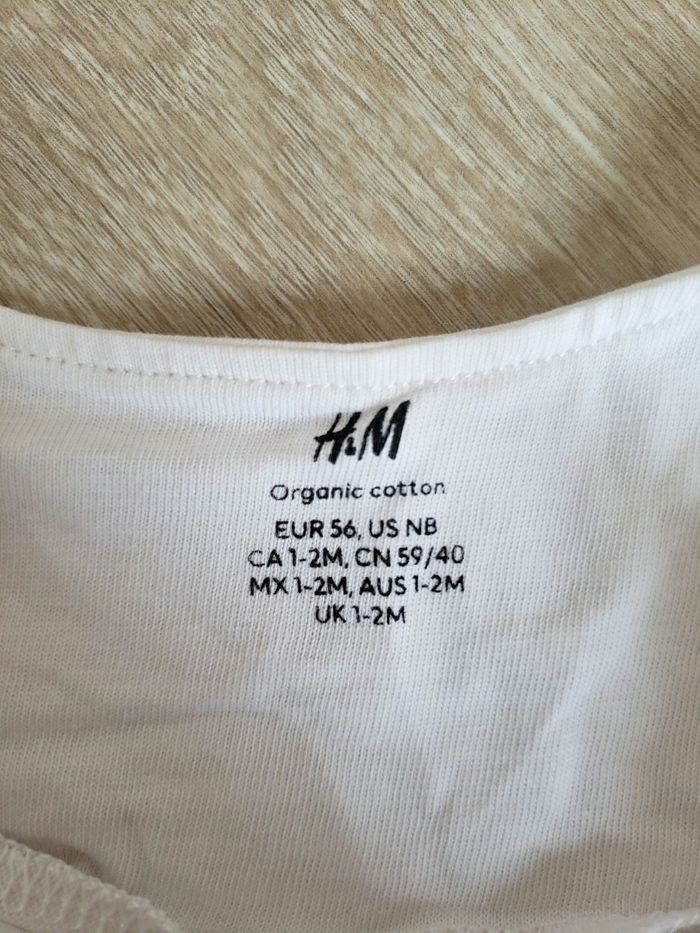 H&M
Organic cotton
EUR 56, US NB
CA 1-2M, CN 59/40
MX 1-2M, AUS 1-2M
UK 1-2M